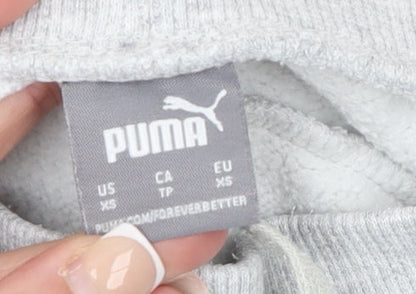 PUMA
US CA EU
XS TP XS
PUMA.COM/FOREVERBETTER